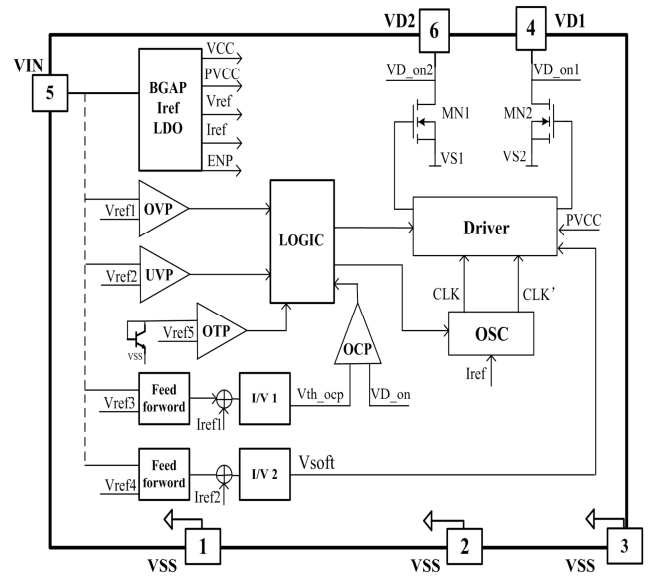 VD2
6
4
VD1
VIN
5
BGAP
Iref
LDO
VCC
PVCC
Vref
Iref
ENP
VD_on2
VD_on1
MN1
MN2
VS1
VS2
Vref1
OVP
LOGIC
Driver
PVCC
Vref2
UVP
CLK
CLK'
Vref5
OTP
VSS
OCP
OSC
Iref
Feed
forword
Vref3
Iref1
I/V 1
Vth_ocp
VD_on
Feed
forword
Vref4
Iref2
I/V 2
Vsoft
1
2
3
VSS
VSS
VSS